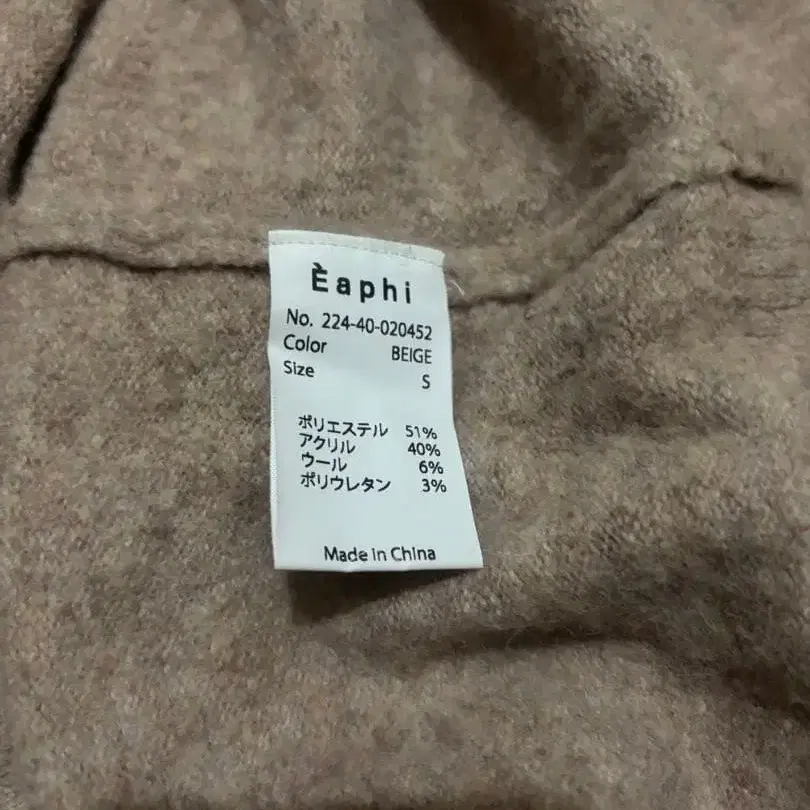 Èaphi
No. 224-40-020452
Color BEIGE
Size S
ポリエステル 51%
アクリル 40%
ウール 6%
ポリウレタン 3%
Made in China